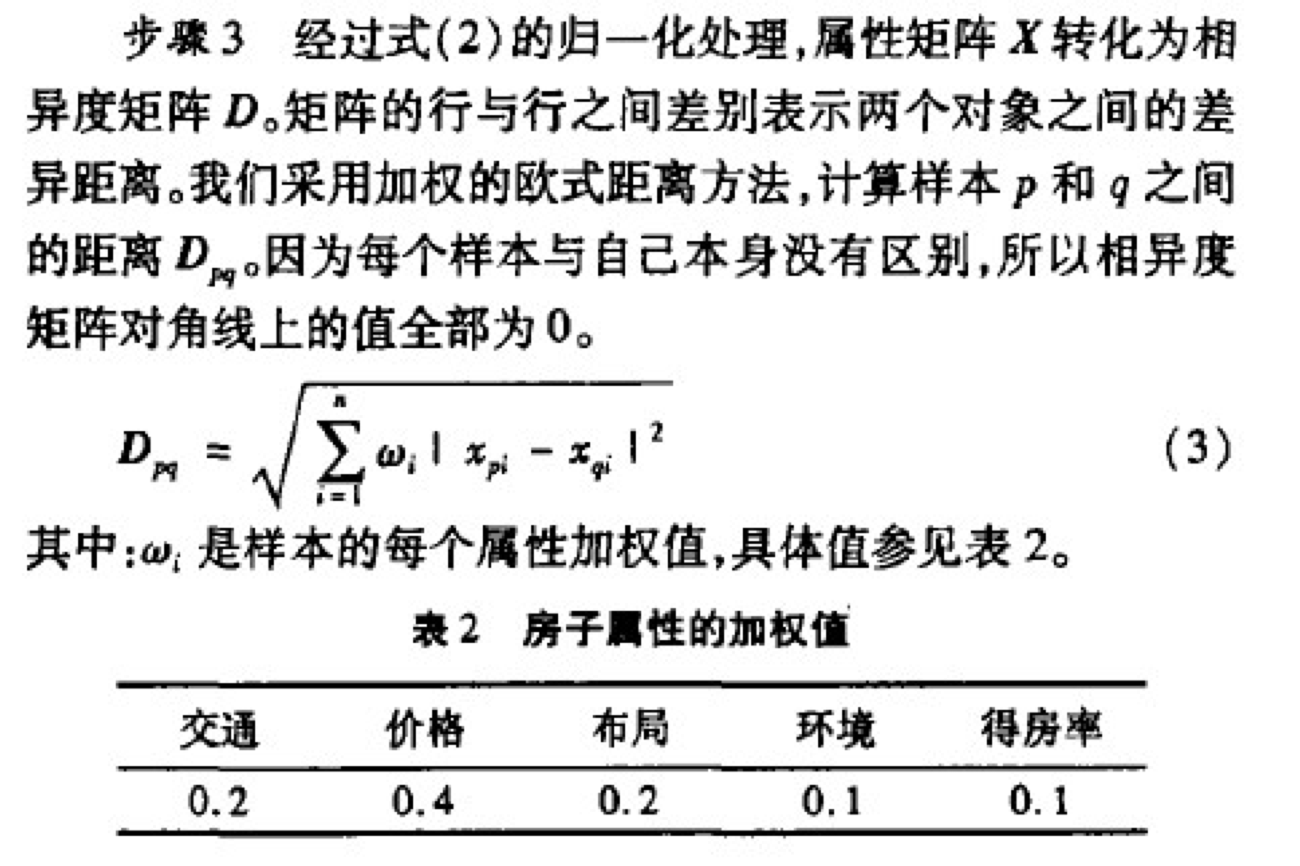 步骤3 经过式(2)的归一化处理,属性矩阵 X 转化为相
异度矩阵 D。矩阵的行与行之间差别表示两个对象之间的差
异距离。我们采用加权的欧式距离方法,计算样本 p 和 q 之间
的距离 D_{pq}。因为每个样本与自己本身没有区别,所以相异度
矩阵对角线上的值全部为0。
D_{pq} = \sqrt{\sum_{i=1}^{n} ω_i | x_{pi} - x_{qi} |^2} (3)
其中:ω_i 是样本的每个属性加权值,具体值参见表2。
表2 房子属性的加权值
交通 价格 布局 环境 得房率
0.2 0.4 0.2 0.1 0.1